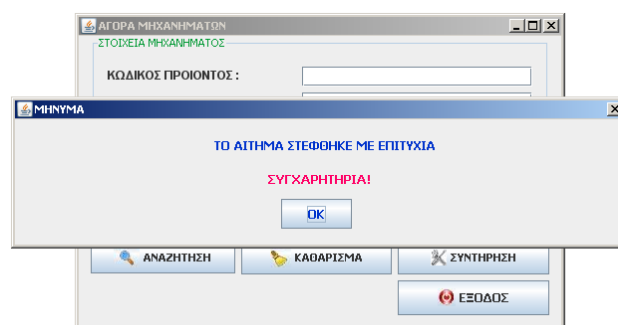 ΑΓΟΡΑ ΜΗΧΑΝΗΜΑΤΩΝ
ΣΤΟΙΧΕΙΑ ΜΗΧΑΝΗΜΑΤΟΣ
ΚΩΔΙΚΟΣ ΠΡΟΙΟΝΤΟΣ :
ΜΗΝΥΜΑ
ΤΟ ΑΙΤΗΜΑ ΣΤΕΦΘΗΚΕ ΜΕ ΕΠΙΤΥΧΙΑ
ΣΥΓΧΑΡΗΤΗΡΙΑ!
OK
ΑΝΑΖΗΤΗΣΗ ΚΑΘΑΡΙΣΜΑ ΣΥΝΤΗΡΗΣΗ
ΕΞΟΔΟΣ